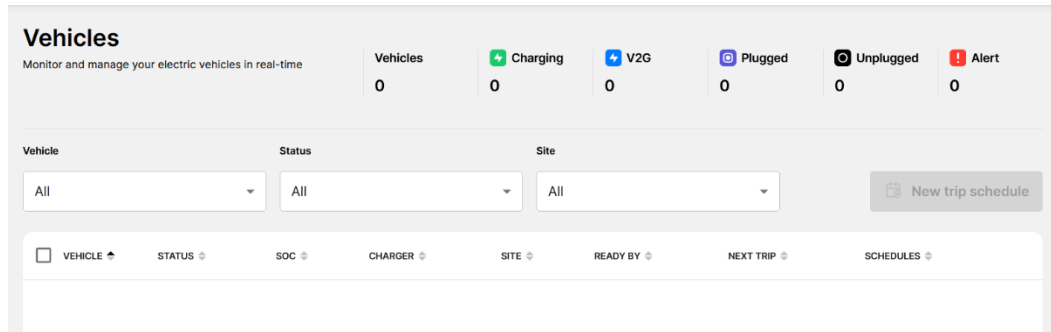 Vehicles
Monitor and manage your electric vehicles in real-time
Vehicles Charging V2G Plugged Unplugged Alert
0 0 0 0 0 0
Vehicle Status Site
All All All New trip schedule
VEHICLE STATUS SOC CHARGER SITE READY BY NEXT TRIP SCHEDULES